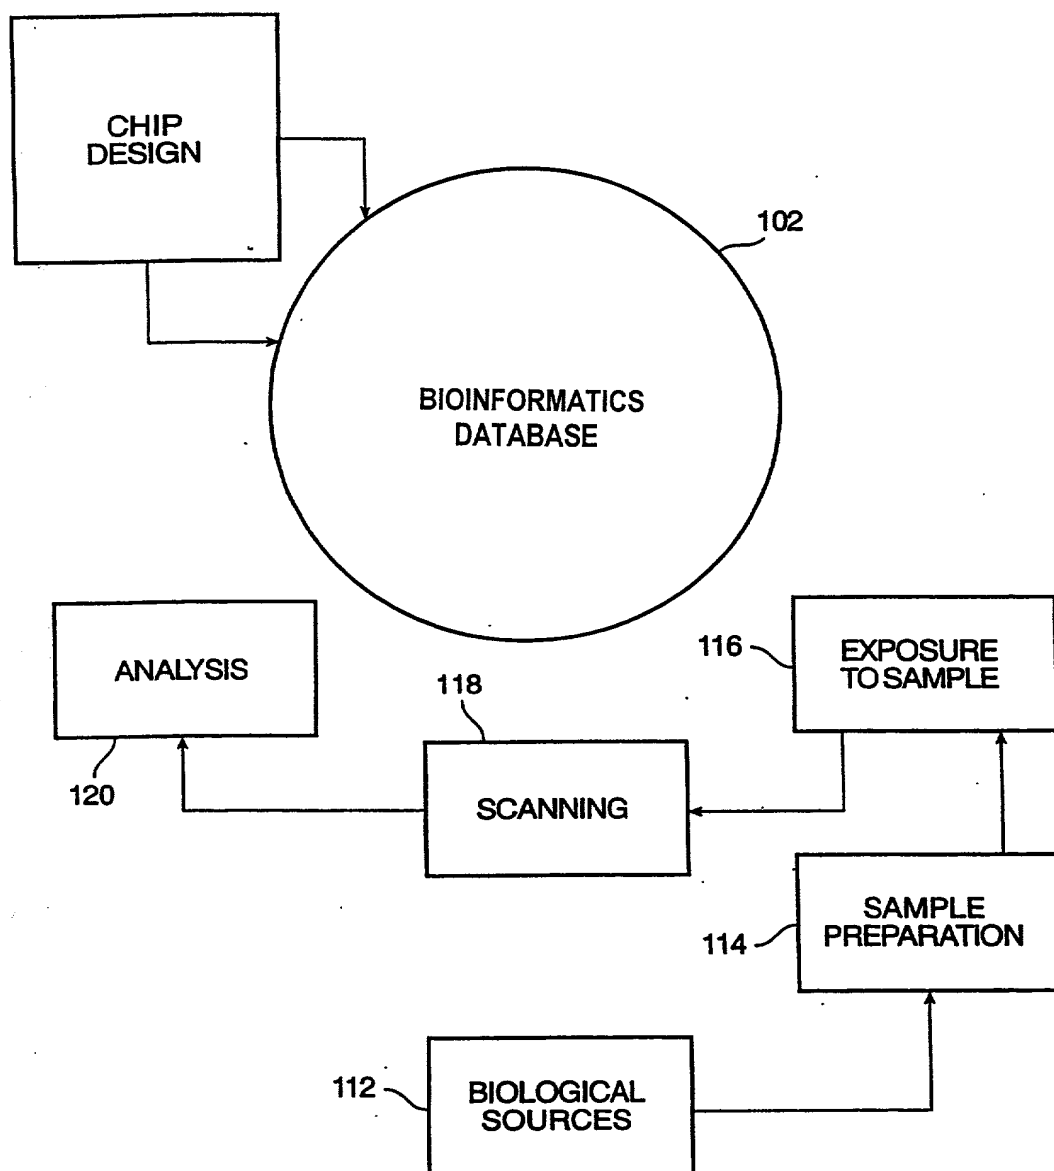 CHIP
DESIGN
102
BIOINFORMATICS
DATABASE
ANALYSIS
120
118
SCANNING
116
EXPOSURE
TO SAMPLE
114
SAMPLE
PREPARATION
112
BIOLOGICAL
SOURCES